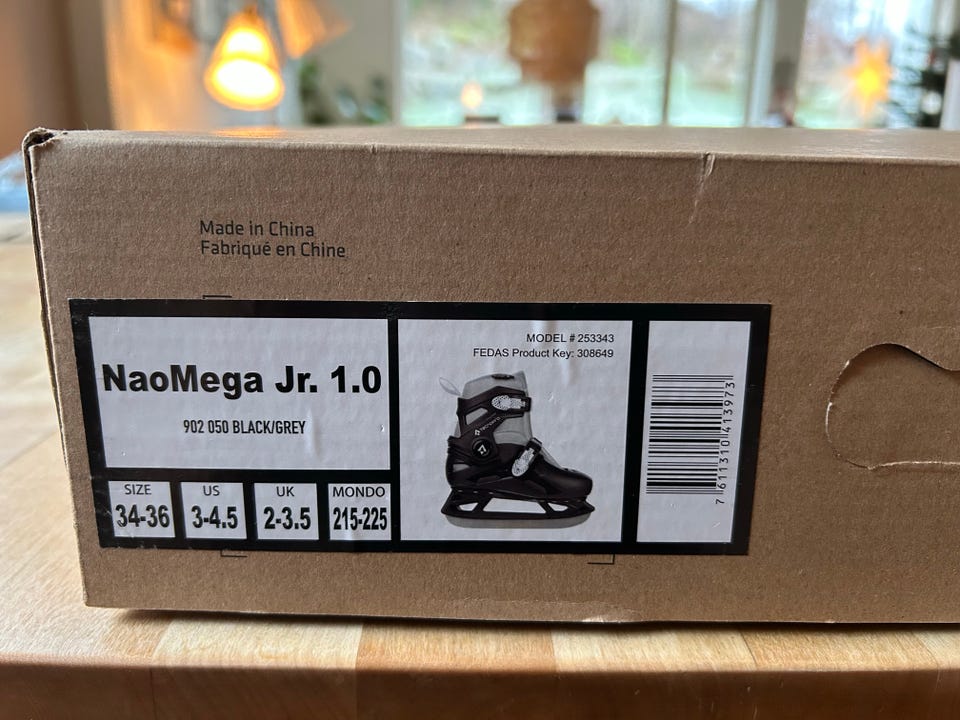 Made in China
Fabriqué en Chine
NaoMega Jr. 1.0
902 050 BLACK/GREY
SIZE
34-36
US
3-4.5
UK
2-3.5
MONDO
215-225
MODEL # 253343
FEDAS Product Key: 308649
7 611310 413973